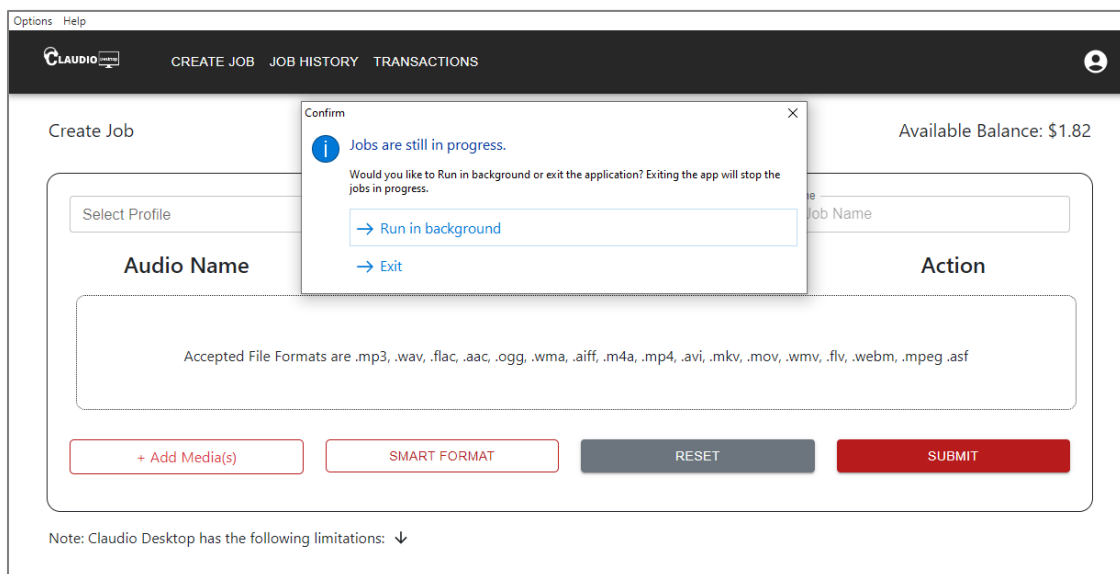 Options Help
CLAUDIO DESKTOP
CREATE JOB JOB HISTORY TRANSACTIONS
Confirm
Create Job
Available Balance: $1.82
Jobs are still in progress.
Would you like to Run in background or exit the application? Exiting the app will stop the
jobs in progress.
Select Profile
Job Name
→ Run in background
Audio Name
→ Exit
Action
Accepted File Formats are .mp3, .wav, .flac, .aac, .ogg, .wma, .aiff, .m4a, .mp4, .avi, .mkv, .mov, .wmv, .flv, .webm, .mpeg .asf
+ Add Media(s)
SMART FORMAT
RESET
SUBMIT
Note: Claudio Desktop has the following limitations: ↓